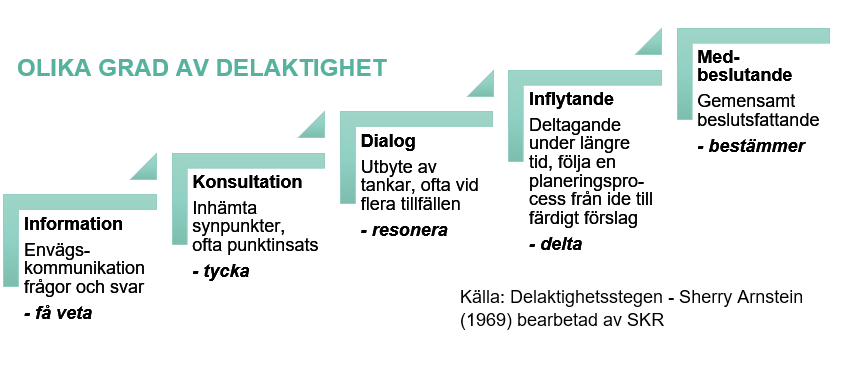 OLIKA GRAD AV DELAKTIGHET
Information
Envägs-
kommunikation
frågor och svar
- få veta
Konsultation
Inhämta
synpunkter,
ofta punktinsats
- tycka
Dialog
Utbyte av
tankar, ofta vid
flera tillfällen
- resonera
Inflytande
Deltagande
under längre
tid, följa en
planeringspro-
cess från ide till
färdigt förslag
- delta
Med-
beslutande
Gemensamt
beslutsfattande
- bestämmer
Källa: Delaktighetsstegen - Sherry Arnstein
(1969) bearbetad av SKR